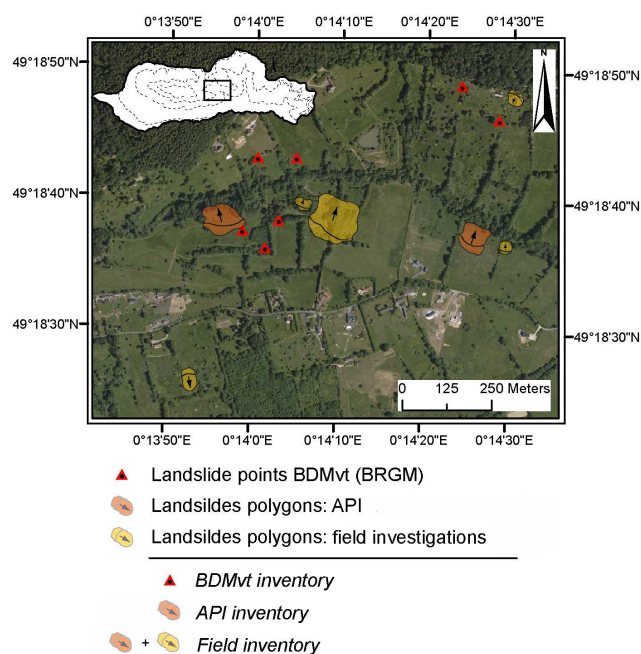 0°13'50"E 0°14'0"E 0°14'10"E 0°14'20"E 0°14'30"E
N
49°18'50"N 49°18'50"N
49°18'40"N 49°18'40"N
49°18'30"N 49°18'30"N
0 125 250 Meters
0°13'50"E 0°14'0"E 0°14'10"E 0°14'20"E 0°14'30"E
Landslide points BDMvt (BRGM)
Landsildes polygons: API
Landsildes polygons: field investigations
BDMvt inventory
API inventory
+ Field inventory